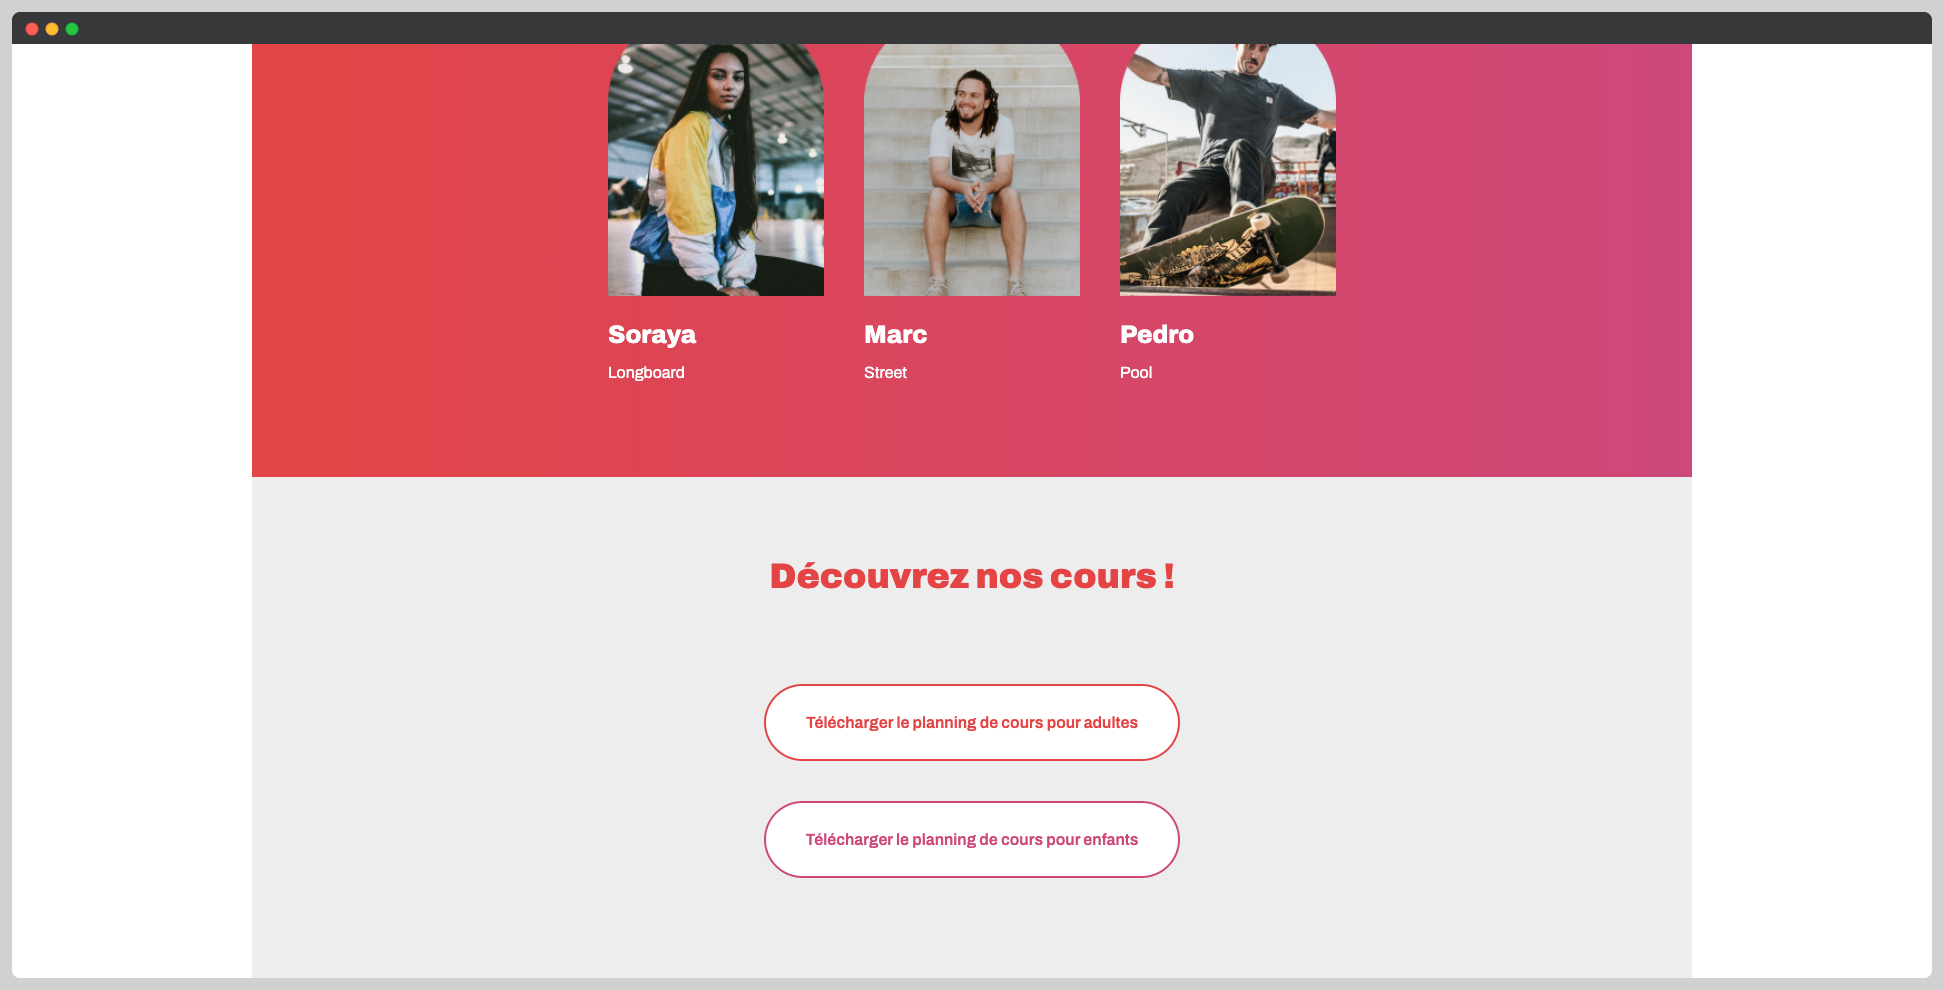 Soraya
Longboard
Marc
Street
Pedro
Pool
Découvrez nos cours !
Télécharger le planning de cours pour adultes
Télécharger le planning de cours pour enfants